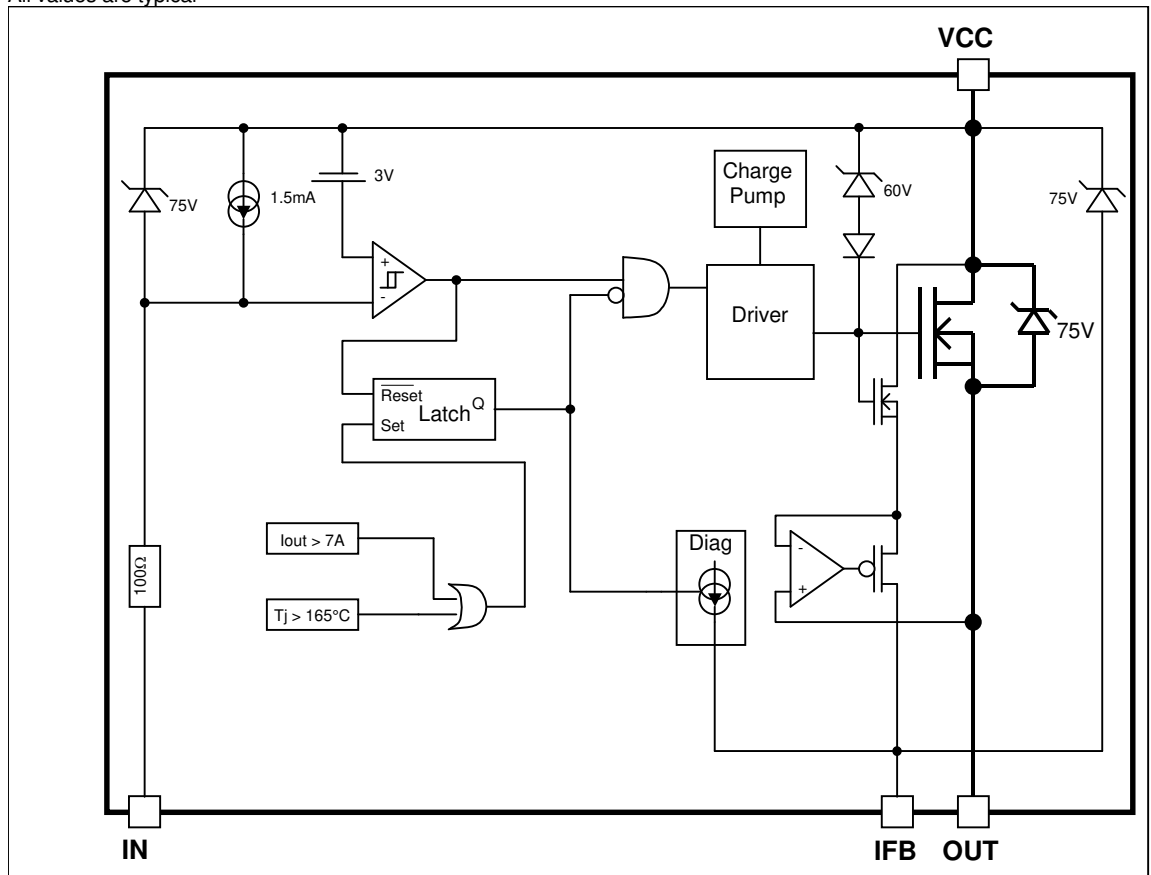 All values are typical
VCC
75V
1.5mA
3V
Charge
Pump
60V
75V
+
-
Driver
75V
Reset
Latch
Q
Set
Iout > 7A
Tj > 165°C
100Ω
Diag
-
+
IN
IFB
OUT